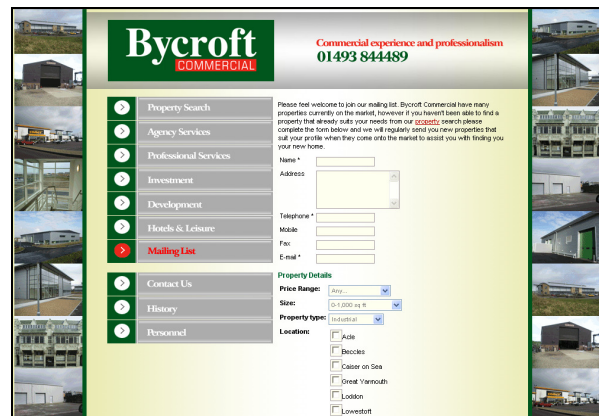 Bycroft
COMMERCIAL
Commercial experience and professionalism
01493 844489
Property Search
Agency Services
Professional Services
Investment
Development
Hotels & Leisure
Mailing List
Contact Us
History
Personnel
Please feel welcome to join our mailing list. Bycroft Commercial have many
properties currently on the market, however if you haven't been able to find a
property that already suits your needs from our property search please
complete the form below and we will regularly send you new properties that
suit your profile when they come onto the market to assist you with finding you
your new home.
Name *
Address
Telephone *
Mobile
Fax
E-mail *
Property Details
Price Range: Any...
Size: 0-1,000 sq ft
Property type: Industrial
Location:
Acle
Beccles
Caiser on Sea
Great Yarmouth
Loddon
Lowestoft